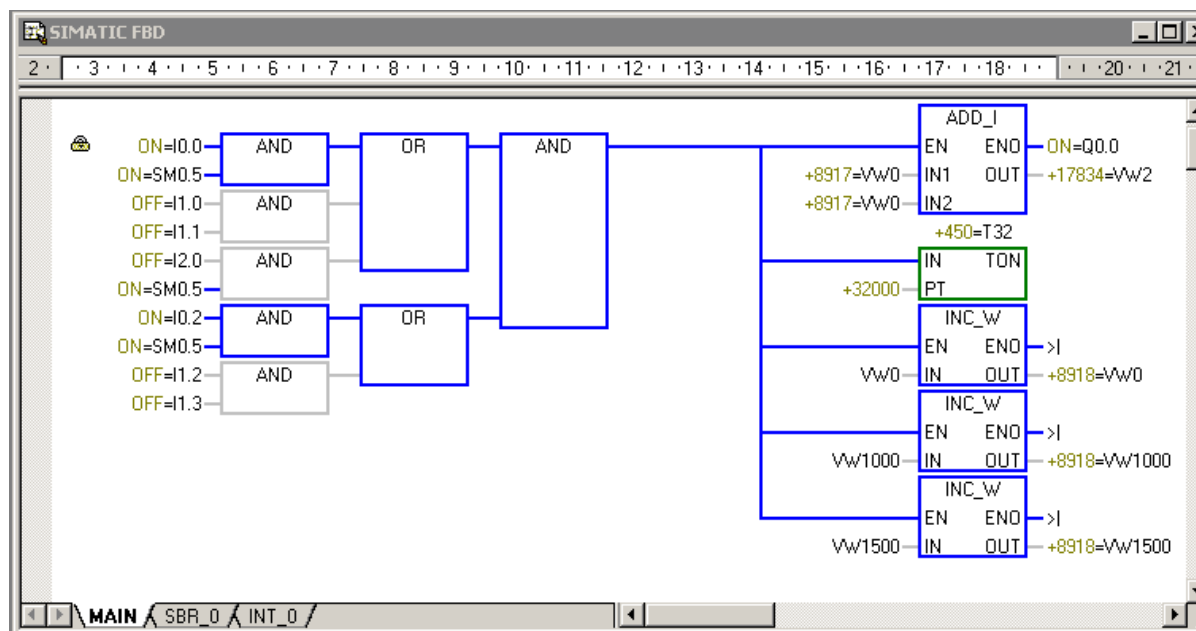 SIMATIC FBD
2 · · 3 · ı · 4 · ı · 5 · ı · 6 · ı · 7 · ı · 8 · ı · 9 · ı · 10 · ı · 11 · ı · 12 · ı · 13 · ı · 14 · ı · 15 · ı · 16 · ı · 17 · ı · 18 · ı · · ı · 20 · ı · 21 ·
ADD_I
ON=I0.0 AND OR AND EN ENO ON=Q0.0
ON=SM0.5 +8917=VW0 IN1 OUT +17834=VW2
OFF=I1.0 AND +8917=VW0 IN2
OFF=I1.1 +450=T32
OFF=I2.0 AND IN TON
ON=SM0.5 +32000 PT
ON=I0.2 AND OR INC_W
ON=SM0.5 EN ENO >|
OFF=I1.2 AND VW0 IN OUT +8918=VW0
OFF=I1.3 INC_W
EN ENO >|
VW1000 IN OUT +8918=VW1000
INC_W
EN ENO >|
VW1500 IN OUT +8918=VW1500
MAIN SBR_0 INT_0